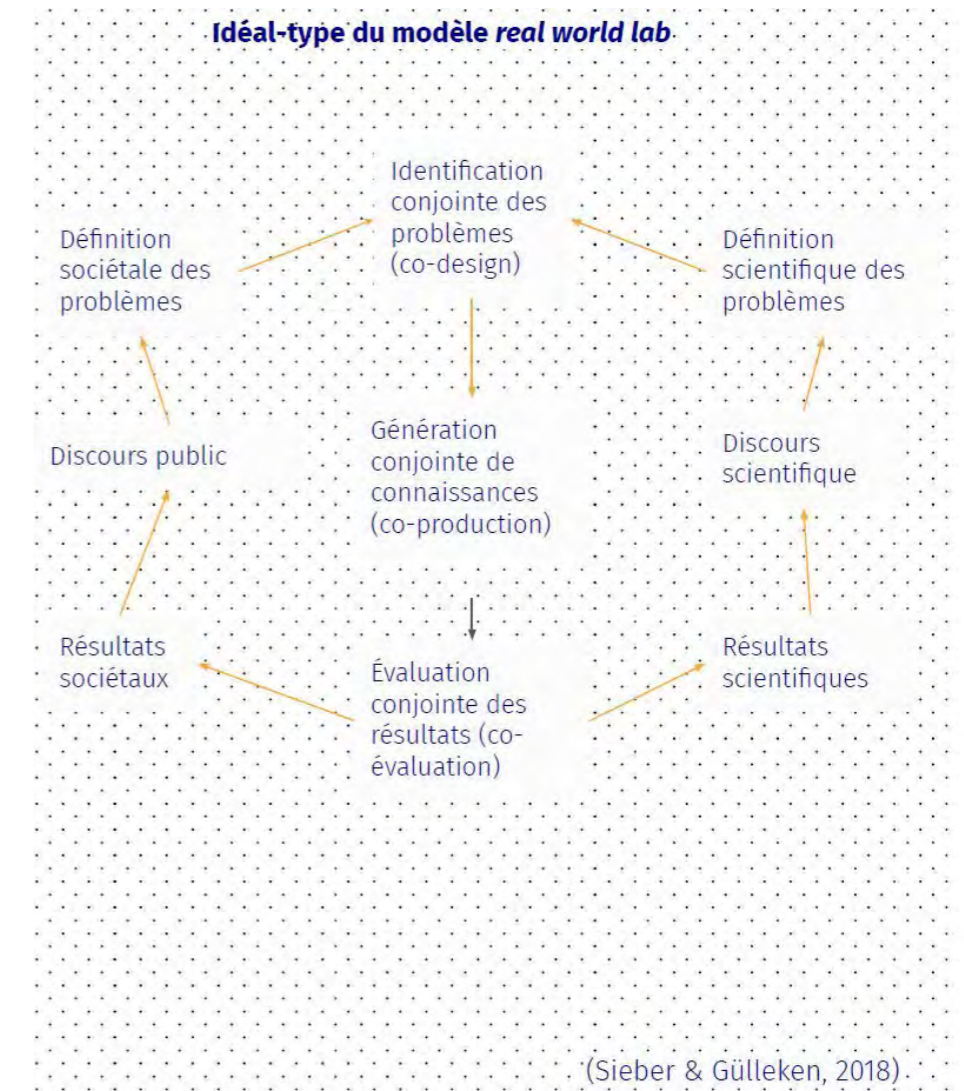 Idéal-type du modèle real world lab
Identification
conjointe des
problèmes
(co-design)
Définition
sociétale des
problèmes
Définition
scientifique des
problèmes
Discours public
Génération
conjointe de
connaissances
(co-production)
Discours
scientifique
Résultats
sociétaux
Évaluation
conjointe des
résultats (co-
évaluation)
Résultats
scientifiques
(Sieber & Gülleken, 2018)